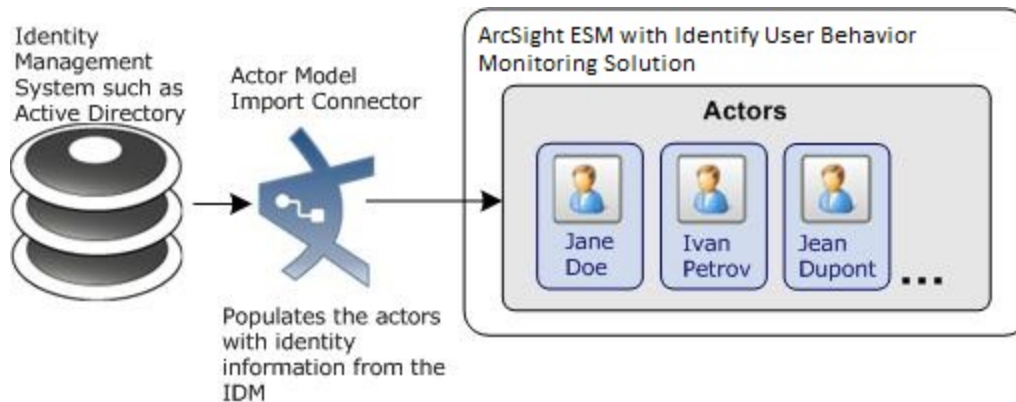 Identity
Management
System such as
Active Directory
Actor Model
Import Connector
Populates the actors
with identity
information from the
IDM
ArcSight ESM with Identify User Behavior
Monitoring Solution
Actors
Jane
Doe
Ivan
Petrov
Jean
Dupont
...